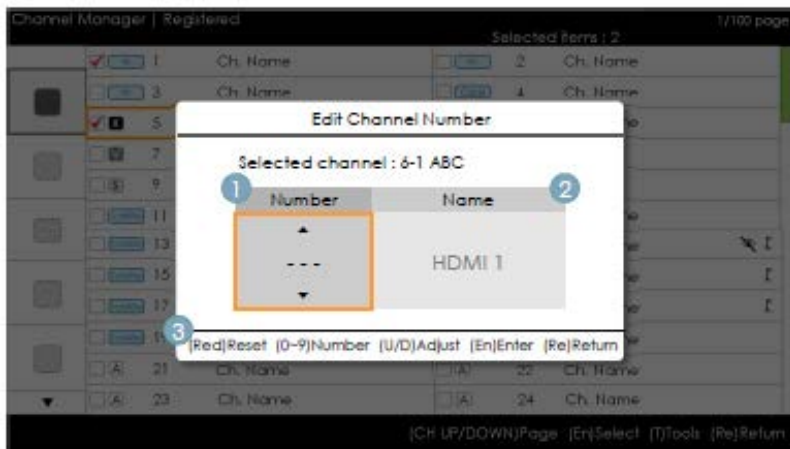 Channel Manager | Registered 1/100 page
Selected items : 2
1 Ch. Name 2 Ch. Name
3 Ch. Name 4 Ch. Name
5
7
9
11
13
15
17
21 Ch. Name 22 Ch. Name
23 Ch. Name 24 Ch. Name
Edit Channel Number
Selected channel : 6-1 ABC
1 Number Name 2
- - -
HDMI 1
3 (Red)Reset (0~9)Number (U/D)Adjust (En)Enter (Re)Return
(CH UP/DOWN)Page (En)Select (T)Tools (Re)Return